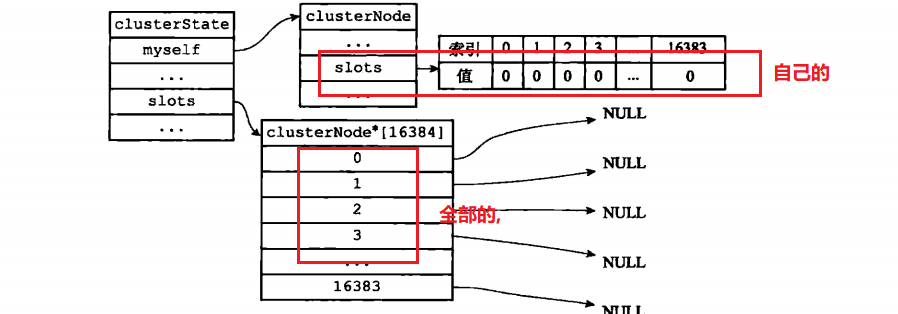 clusterState
myself
...
slots
...
clusterNode
...
slots
...
索引 0 1 2 3 ... 16383
值 0 0 0 0 ... 0
自己的
clusterNode*[16384]
0
1
2
3
...
16383
全部的,
NULL
NULL
NULL
NULL
NULL